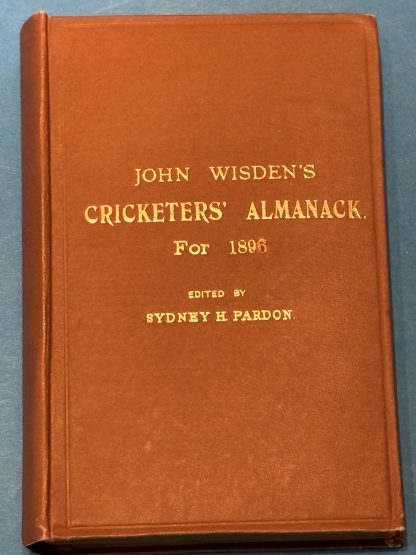 JOHN WISDEN'S
CRICKETERS' ALMANACK.
For 1896
EDITED BY
SYDNEY H. PARDON.